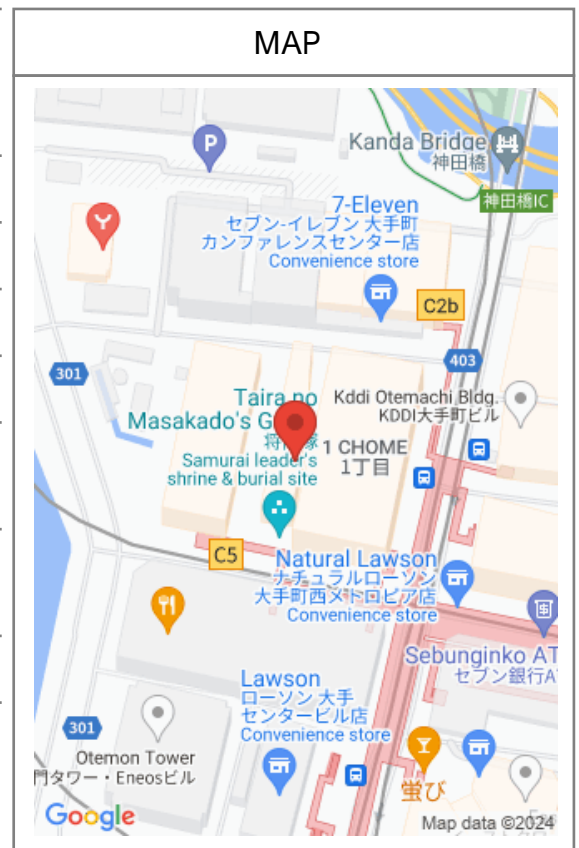 MAP
Kanda Bridge
神田橋
神田橋IC
P
7-Eleven
セブン-イレブン 大手町
カンファレンスセンター店
Convenience store
C2b
403
301
Taira no
Masakado's G
Samurai leader's
shrine & burial site
Kddi Otemachi Bldg.
KDDI大手町ビル
1 CHOME
1丁目
C5
Natural Lawson
ナチュラルローソン
大手町西メトロピア店
Convenience store
Sebunginko AT
セブン銀行A
Lawson
ローソン 大手
センタービル店
Convenience store
301
Otemon Tower
門タワー・Eneosビル
蛍び
Google
Map data ©2024